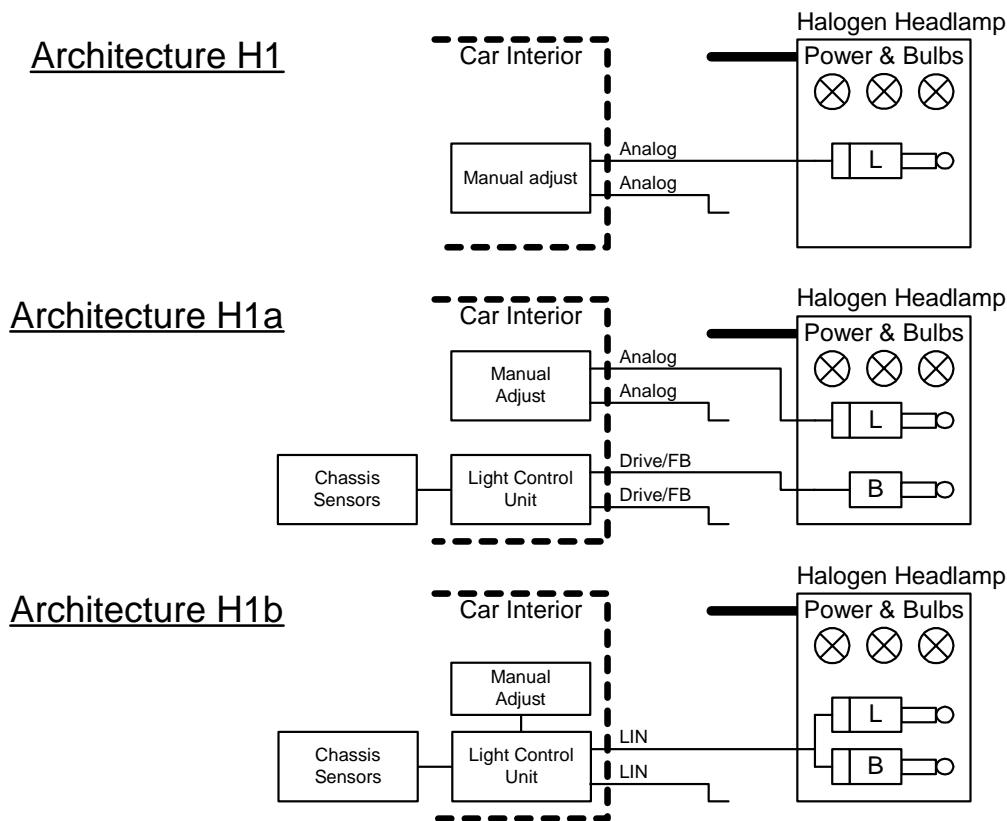 Architecture H1
Car Interior
Manual adjust
Analog
Analog
Halogen Headlamp
Power & Bulbs
L
Architecture H1a
Car Interior
Manual
Adjust
Analog
Analog
Chassis
Sensors
Light Control
Unit
Drive/FB
Drive/FB
Halogen Headlamp
Power & Bulbs
L
B
Architecture H1b
Car Interior
Manual
Adjust
Chassis
Sensors
Light Control
Unit
LIN
LIN
Halogen Headlamp
Power & Bulbs
L
B